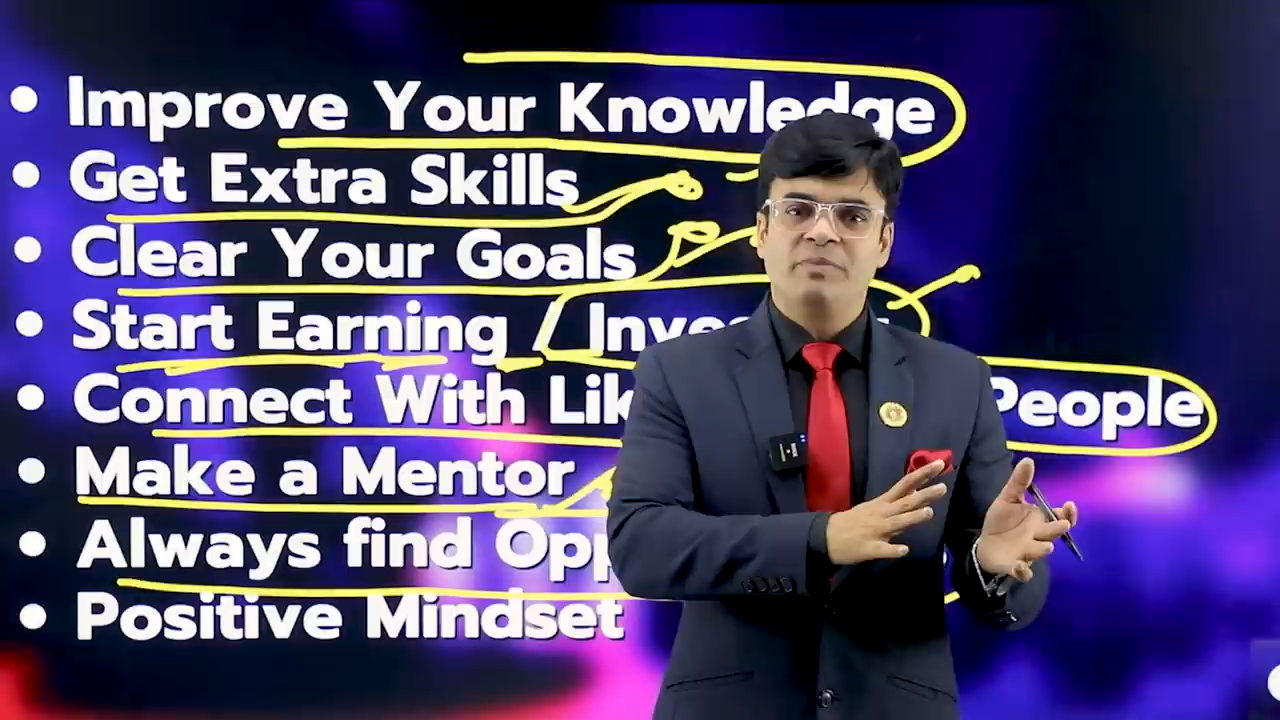 • Improve Your Knowledge
• Get Extra Skills
• Clear Your Goals
• Start Earning /
• Connect With People
• Make a Mentor
• Always find
• Positive Mindset